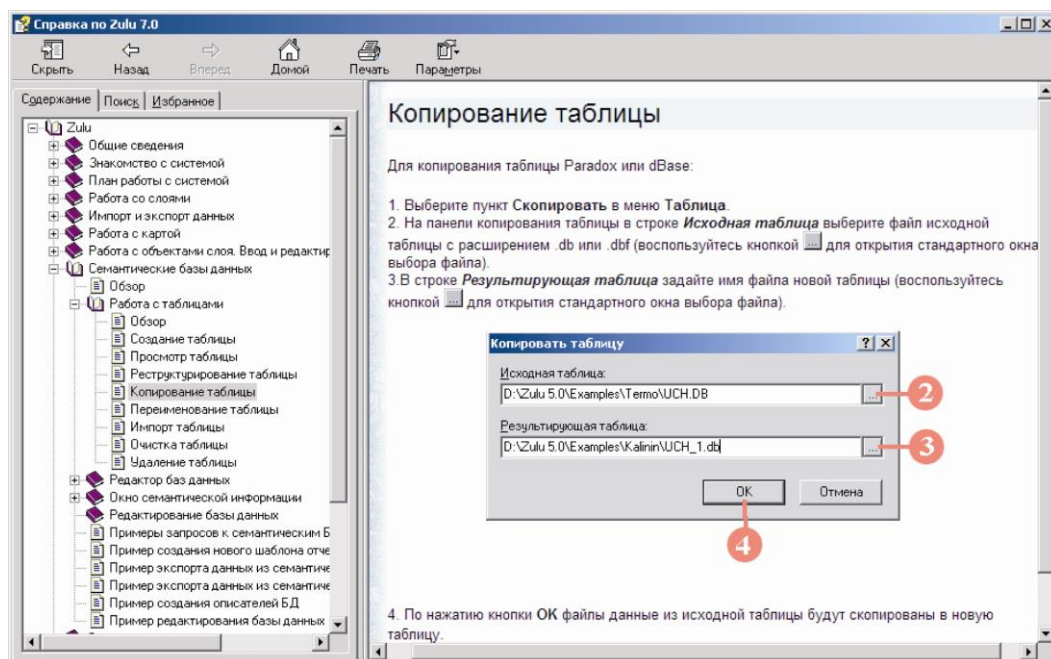 Справка по Zulu 7.0
Скрыть Назад Вперед Домой Печать Параметры
Содержание Поиск Избранное
Zulu
Общие сведения
Знакомство с системой
План работы с системой
Работа со слоями
Импорт и экспорт данных
Работа с картой
Работа с объектами слоя. Ввод и редактир
Семантические базы данных
Обзор
Работа с таблицами
Обзор
Создание таблицы
Просмотр таблицы
Реструктурирование таблицы
Копирование таблицы
Переименование таблицы
Импорт таблицы
Очистка таблицы
Удаление таблицы
Редактор баз данных
Окно семантической информации
Редактирование базы данных
Примеры запросов к семантическим Б
Пример создания нового шаблона отче
Пример экспорта данных из семантиче
Пример экспорта данных из семантиче
Пример создания описателей БД
Пример редактирования базы данных
Копирование таблицы
Для копирования таблицы Paradox или dBase:
1. Выберите пункт Скопировать в меню Таблица.
2. На панели копирования таблицы в строке Исходная таблица выберите файл исходной
таблицы с расширением .db или .dbf (воспользуйтесь кнопкой ... для открытия стандартного окна
выбора файла).
3.В строке Результирующая таблица задайте имя файла новой таблицы (воспользуйтесь
кнопкой ... для открытия стандартного окна выбора файла).
Копировать таблицу
Исходная таблица:
D:\Zulu 5.0\Examples\Termo\UCH.DB ... 2
Результирующая таблица:
D:\Zulu 5.0\Examples\Kalinin\UCH_1.db ... 3
OK Отмена
4
4. По нажатию кнопки ОК файлы данные из исходной таблицы будут скопированы в новую
таблицу.